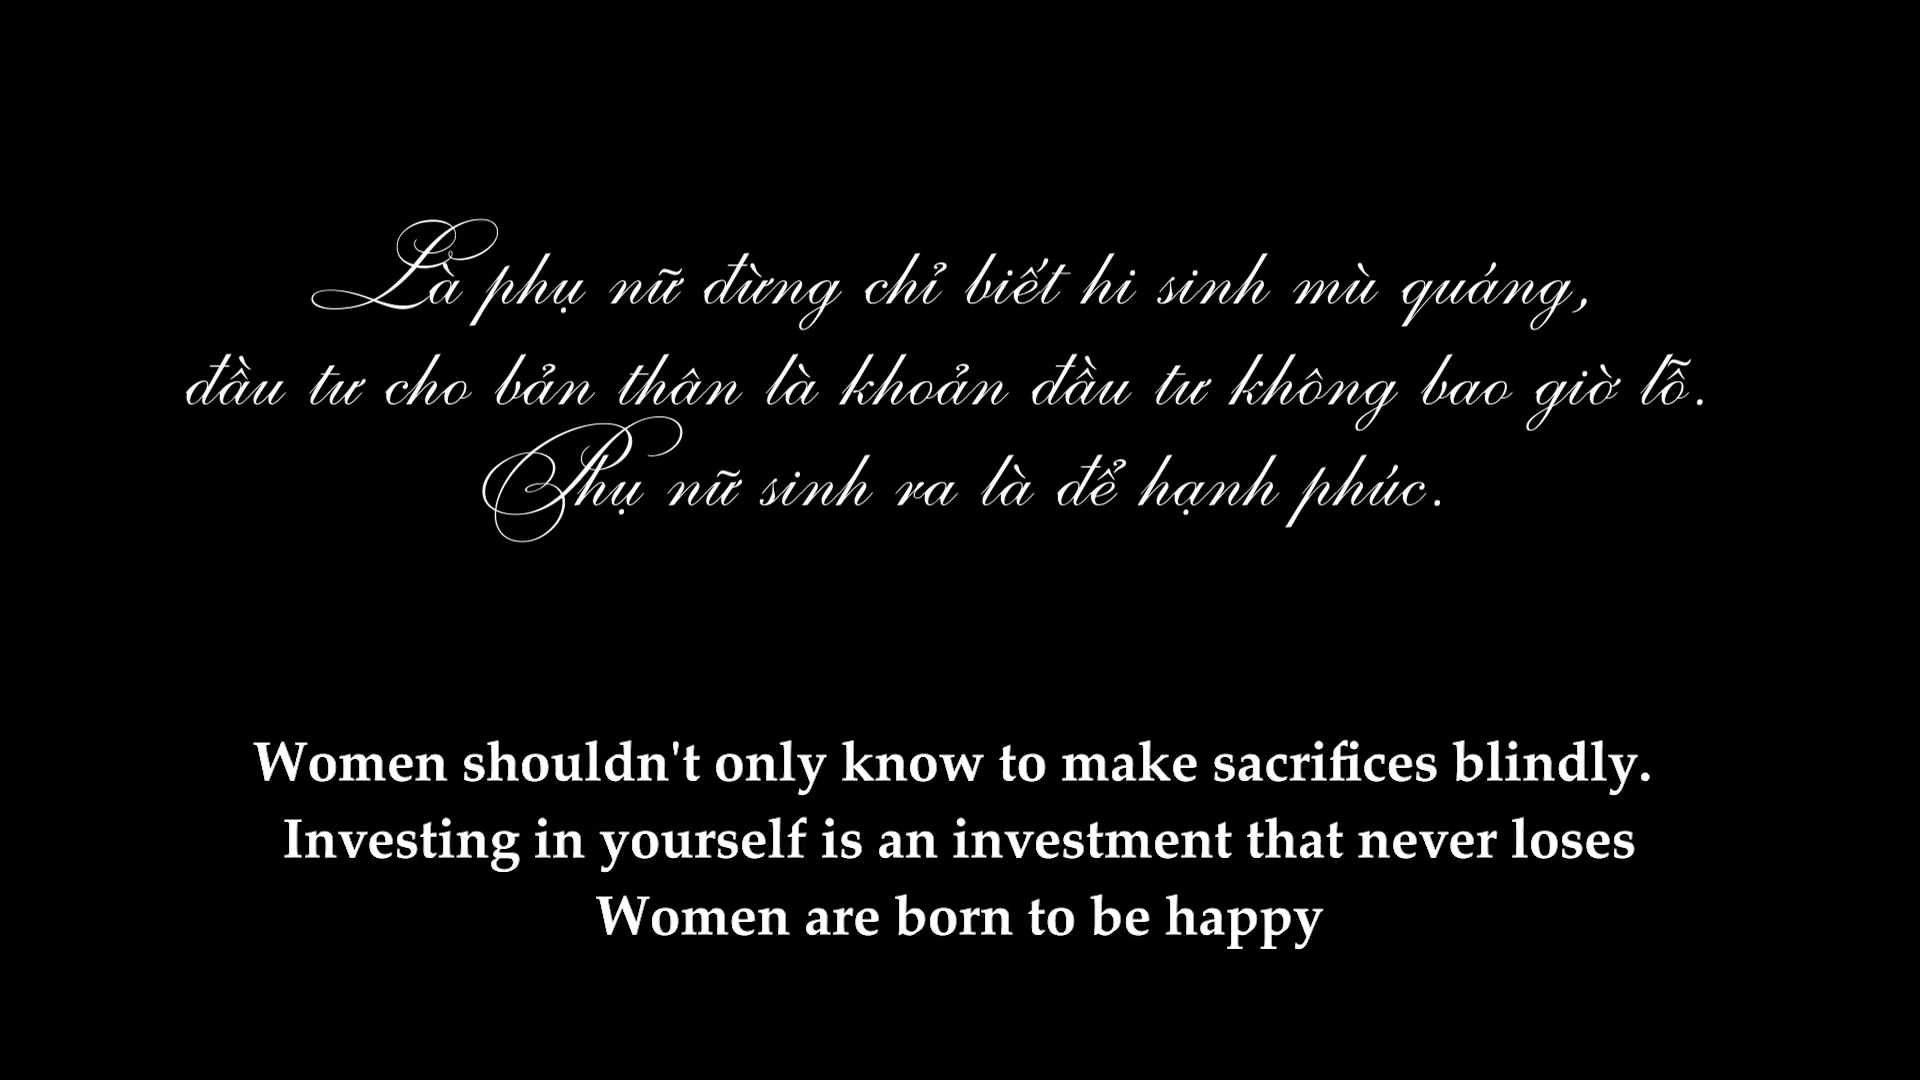 Là phụ nữ đừng chỉ biết hi sinh mù quáng,
đầu tư cho bản thân là khoản đầu tư không bao giờ lỗ.
Phụ nữ sinh ra là để hạnh phúc.
Women shouldn't only know to make sacrifices blindly.
Investing in yourself is an investment that never loses
Women are born to be happy